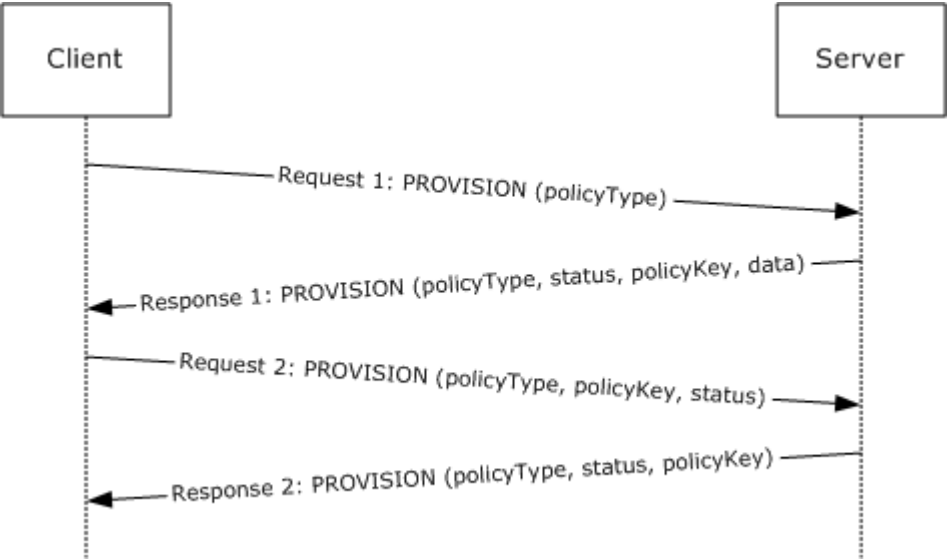 Client
Server
Request 1: PROVISION (policyType)
Response 1: PROVISION (policyType, status, policyKey, data)
Request 2: PROVISION (policyType, policyKey, status)
Response 2: PROVISION (policyType, status, policyKey)